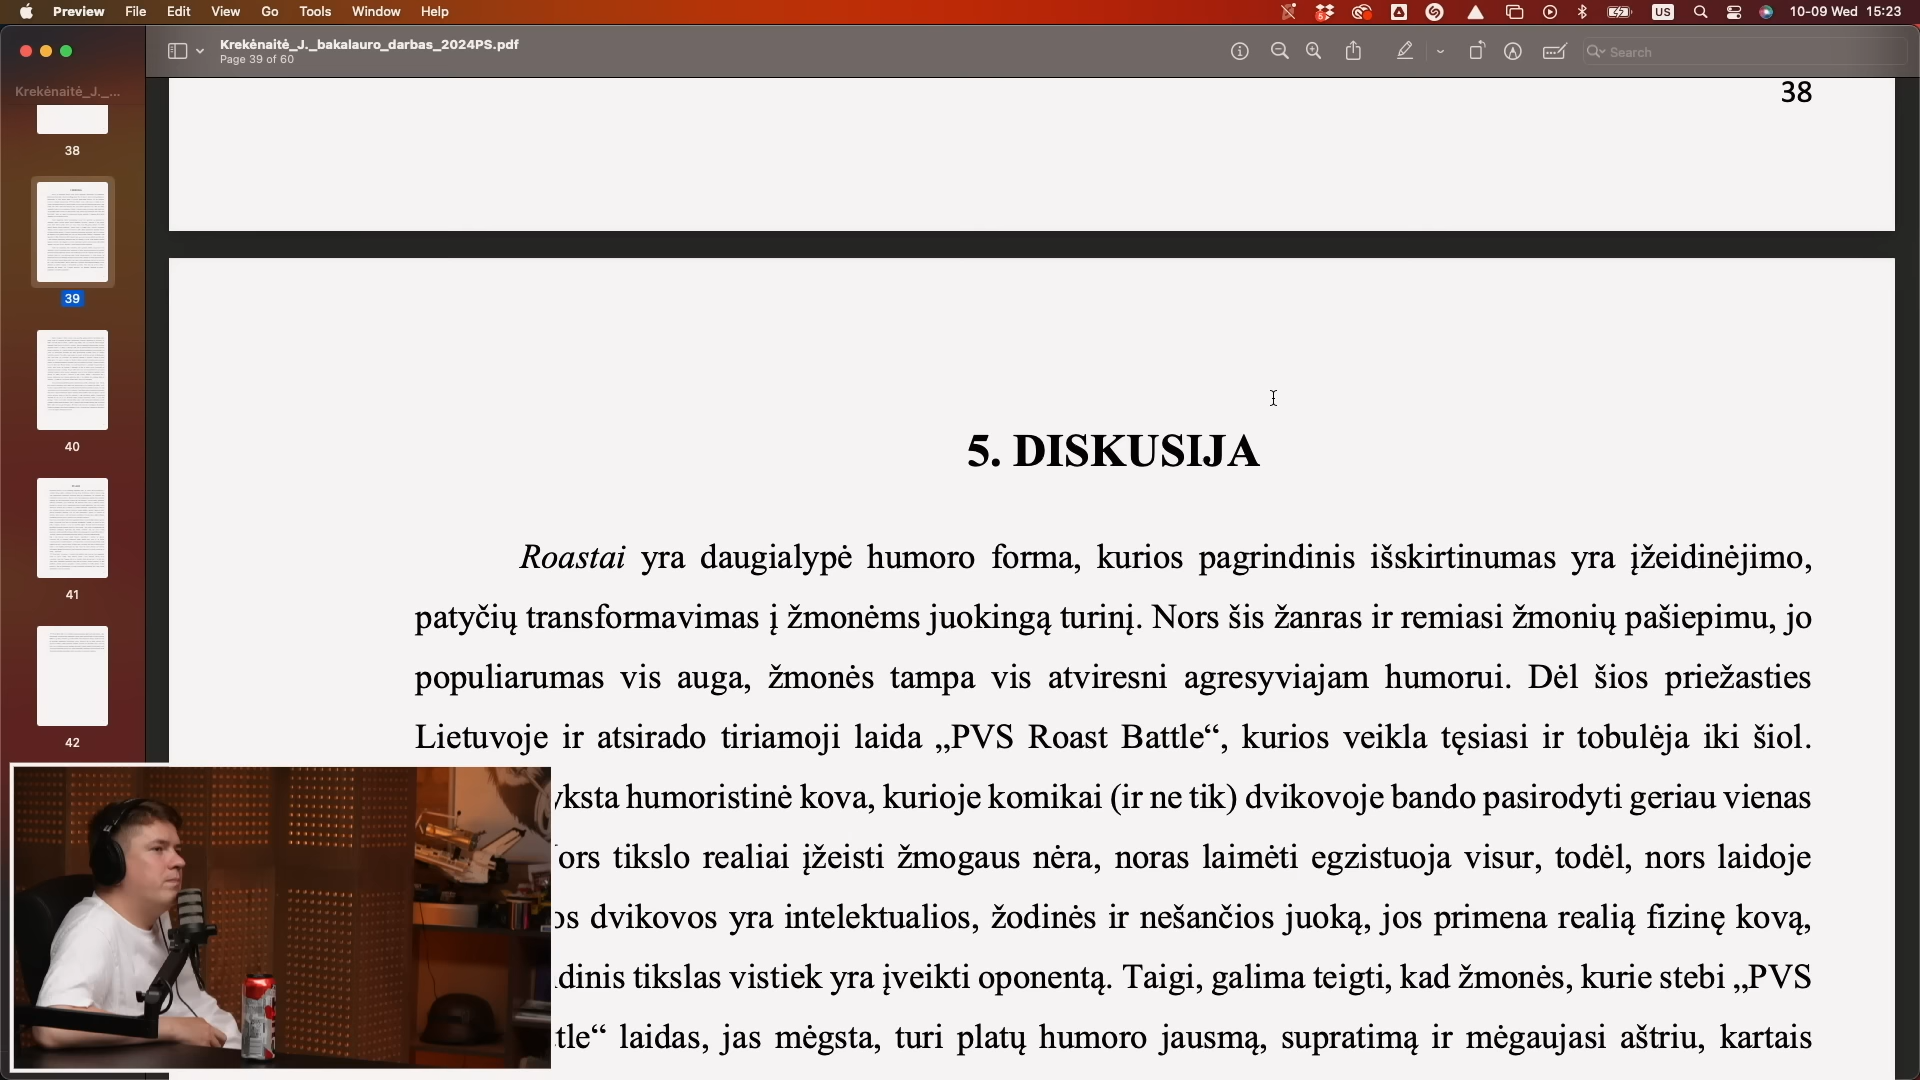 Preview File Edit View Go Tools Window Help
US 10-09 Wed 15:23
Krekėnaitė_J._bakalauro_darbas_2024PS.pdf
Page 39 of 60
Search
Krekėnaitė_J._...
38
39
40
41
42
38
5. DISKUSIJA
Roastai yra daugialypė humoro forma, kurios pagrindinis išskirtinumas yra įžeidinėjimo,
patyčių transformavimas į žmonėms juokingą turinį. Nors šis žanras ir remiasi žmonių pašiepimu, jo
populiarumas vis auga, žmonės tampa vis atviresni agresyviajam humorui. Dėl šios priežasties
Lietuvoje ir atsirado tiriamoji laida „PVS Roast Battle“, kurios veikla tęsiasi ir tobulėja iki šiol.
yksta humoristinė kova, kurioje komikai (ir ne tik) dvikovoje bando pasirodyti geriau vienas
ors tikslo realiai įžeisti žmogaus nėra, noras laimėti egzistuoja visur, todėl, nors laidoje
os dvikovos yra intelektualios, žodinės ir nešančios juoką, jos primena realią fizinę kovą,
dinis tikslas vistiek yra įveikti oponentą. Taigi, galima teigti, kad žmonės, kurie stebi „PVS
tle“ laidas, jas mėgsta, turi platų humoro jausmą, supratimą ir mėgaujasi aštriu, kartais